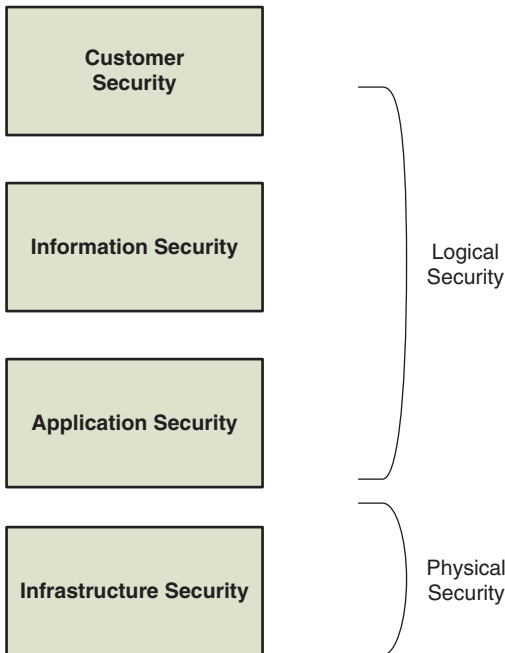 Customer
Security
Information Security
Logical
Security
Application Security
Infrastructure Security
Physical
Security